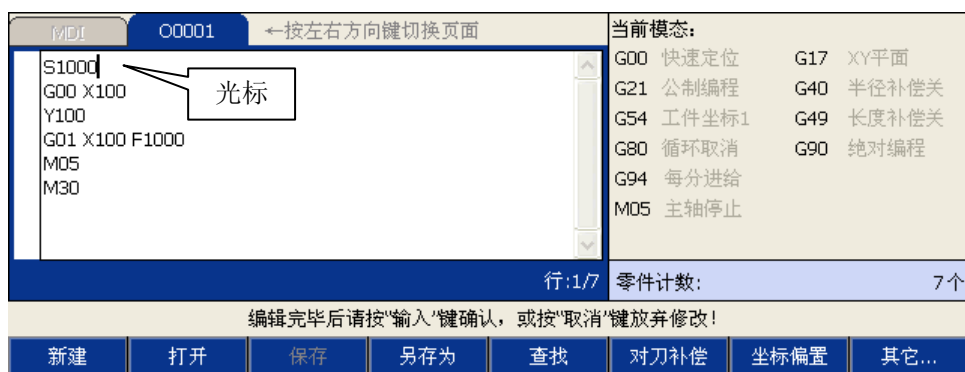 MDI O0001 ←按左右方向键切换页面
S1000
光标
G00 X100
Y100
G01 X100 F1000
M05
M30
行:1/7
当前模态:
G00 快速定位 G17 XY平面
G21 公制编程 G40 半径补偿关
G54 工件坐标1 G49 长度补偿关
G80 循环取消 G90 绝对编程
G94 每分进给
M05 主轴停止
零件计数: 7个
编辑完毕后请按"输入"键确认，或按"取消"键放弃修改!
新建 打开 保存 另存为 查找 对刀补偿 坐标偏置 其它...